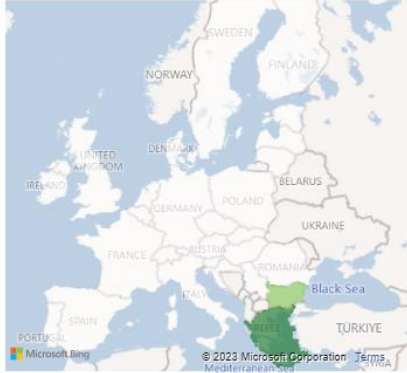 SWEDEN
FINLAND
NORWAY
DENMARK
UNITED
KINGDOM
IRELAND
BELARUS
POLAND
GERMANY
UKRAINE
FRANCE
AUSTRIA
ROMANIA
ITALY
Black Sea
SPAIN
PORTUGAL
GREECE
TÜRKIYE
Microsoft Bing
© 2023 Microsoft Corporation Terms
Mediterranean Sea
SYRIA